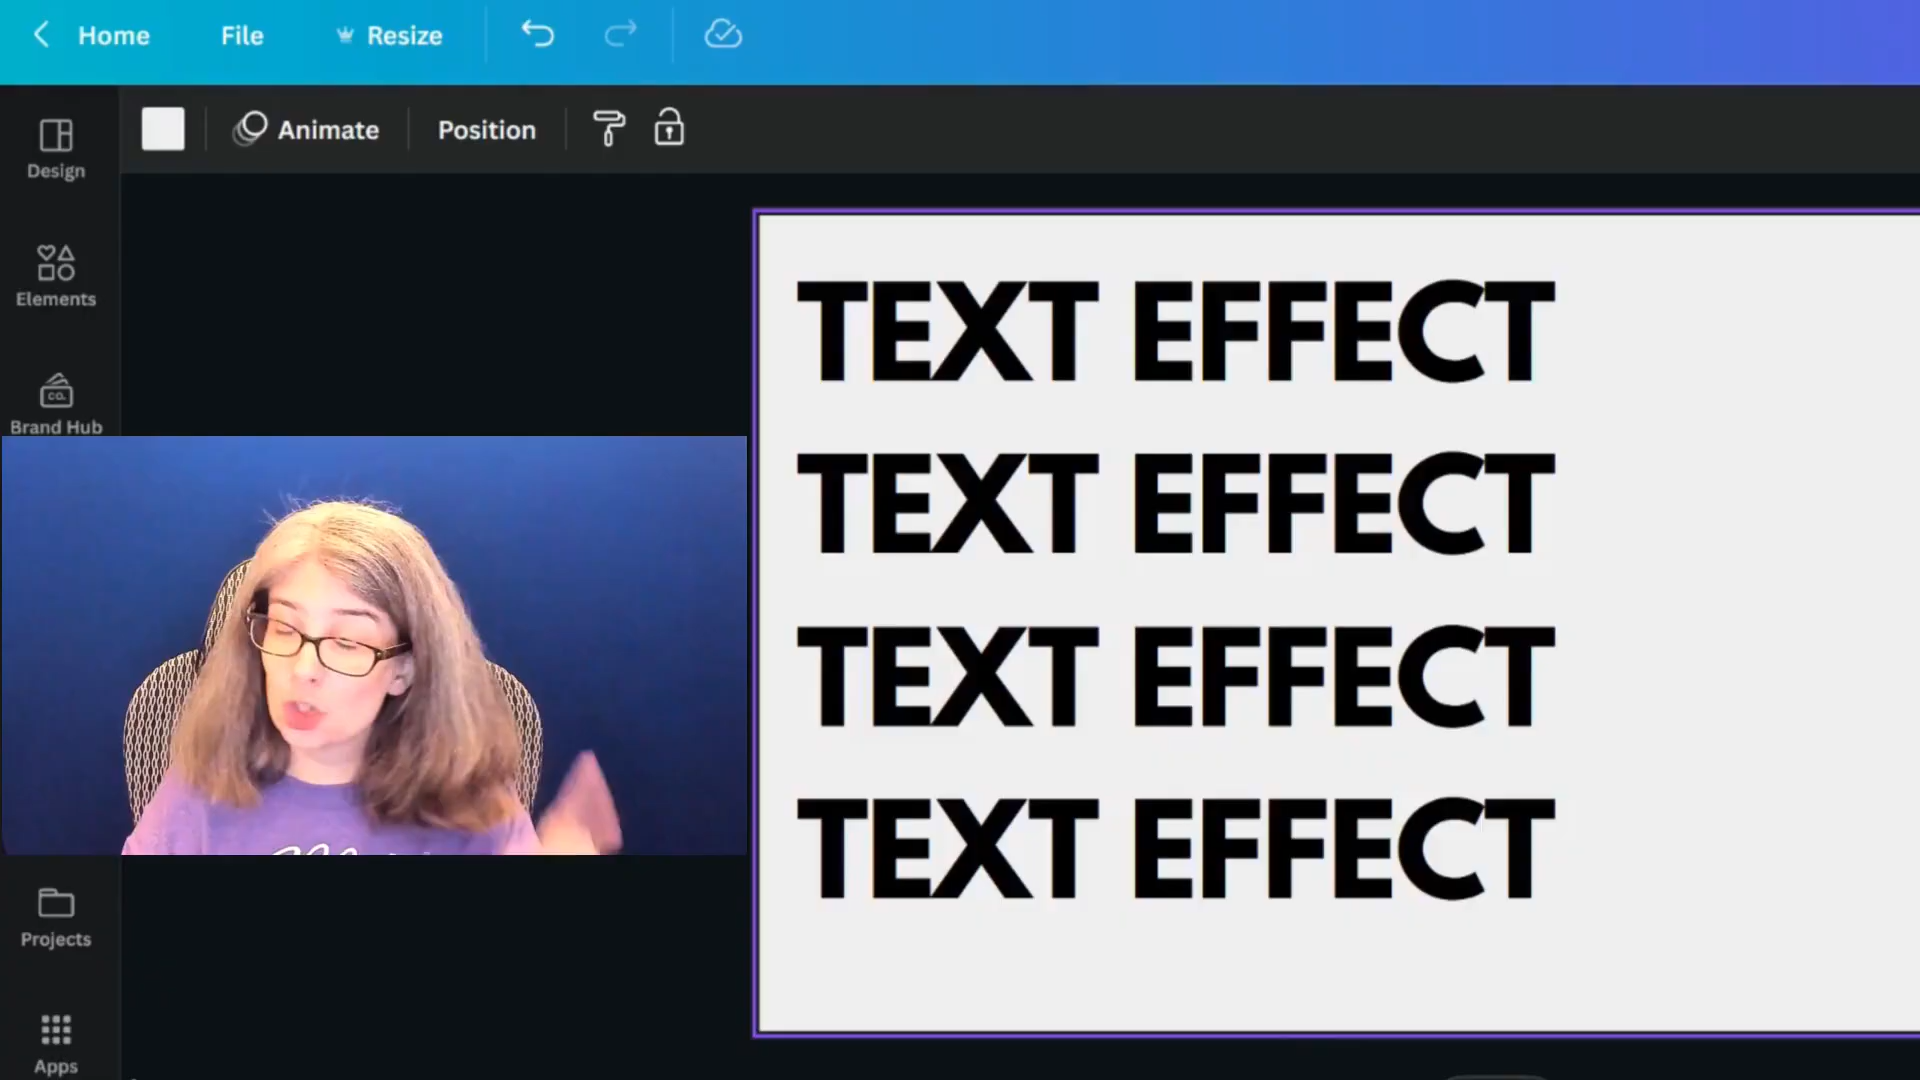 Home File Resize
Animate Position
Design
Elements
CO.
Brand Hub
TEXT EFFECT
TEXT EFFECT
TEXT EFFECT
TEXT EFFECT
Projects
Apps